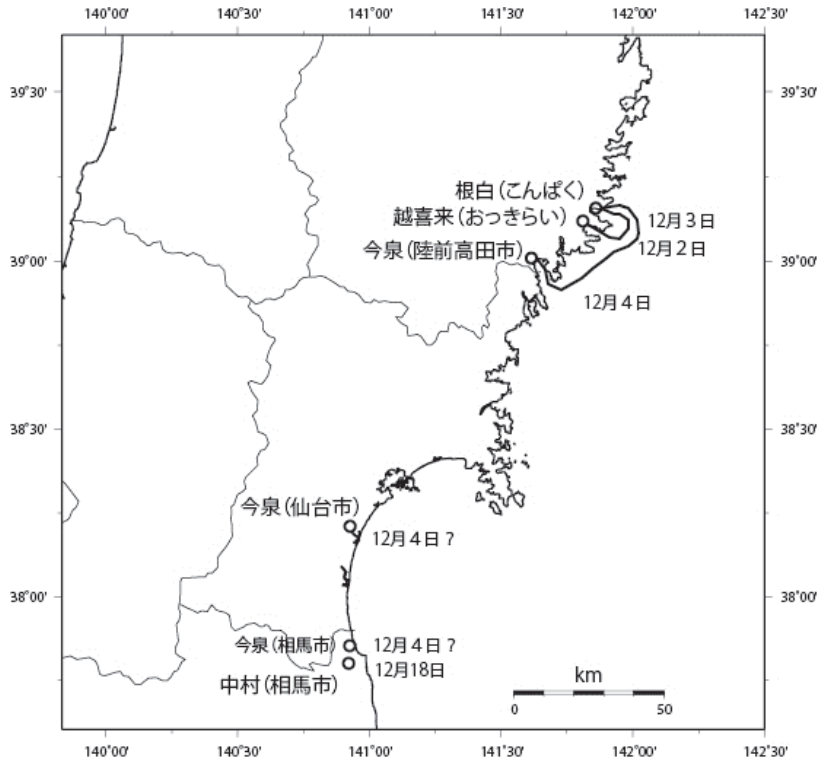 140°00' 140°30' 141°00' 141°30' 142°00' 142°30'
39°30' 39°30'
根白(こんぱく)
越喜来(おっきらい)
12月3日
今泉(陸前高田市)
12月2日
39°00' 39°00'
12月4日
38°30' 38°30'
今泉(仙台市)
12月4日?
38°00' 38°00'
今泉(相馬市) 12月4日?
12月18日
中村(相馬市)
km
0 50
140°00' 140°30' 141°00' 141°30' 142°00' 142°30'